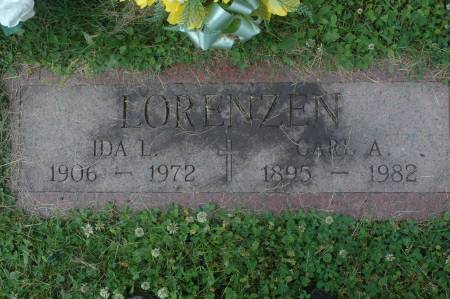 LORENZEN
IDA L. CARL A.
1906 — 1972 1895 — 1982